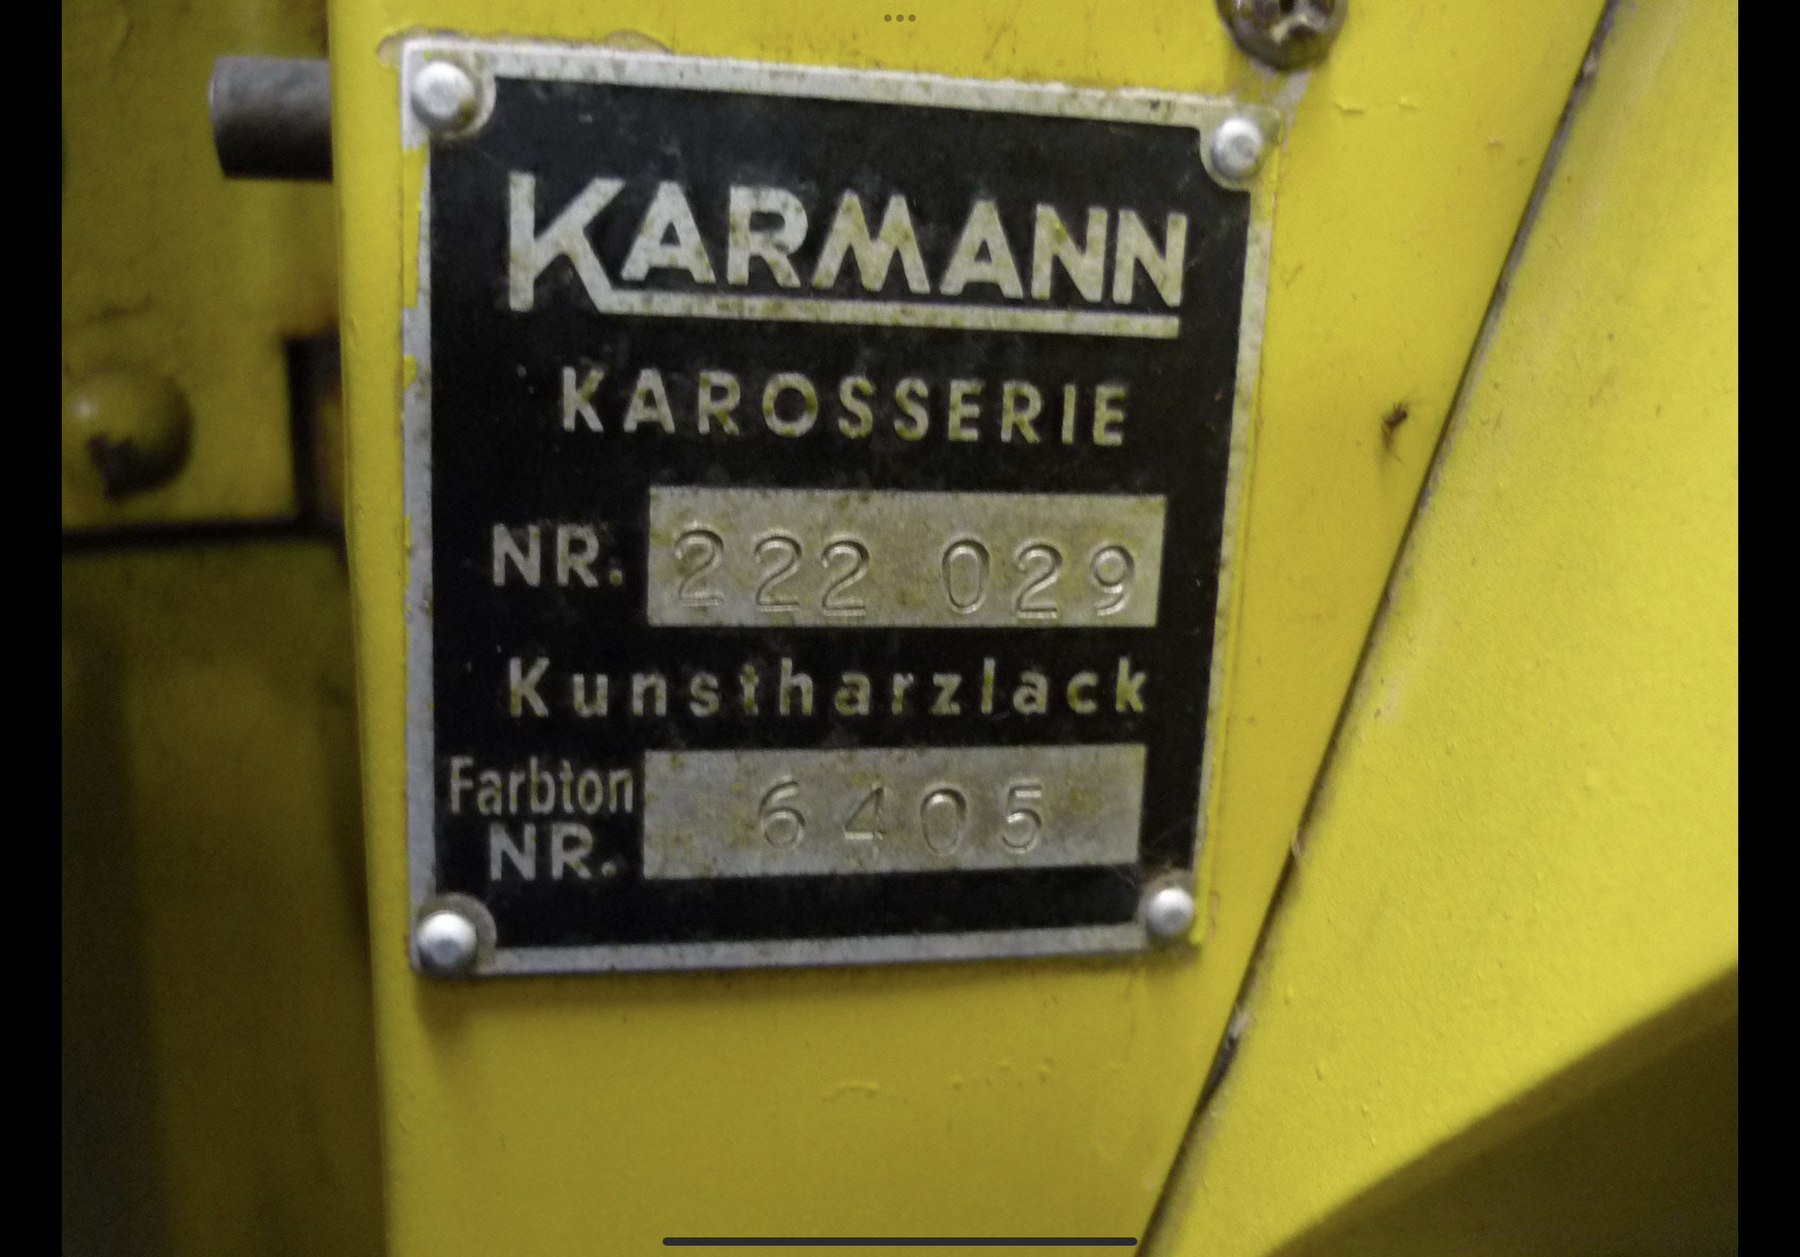 KARMANN
KAROSSERIE
NR. 222 029
Kunstharzlack
Farbton
NR. 6405